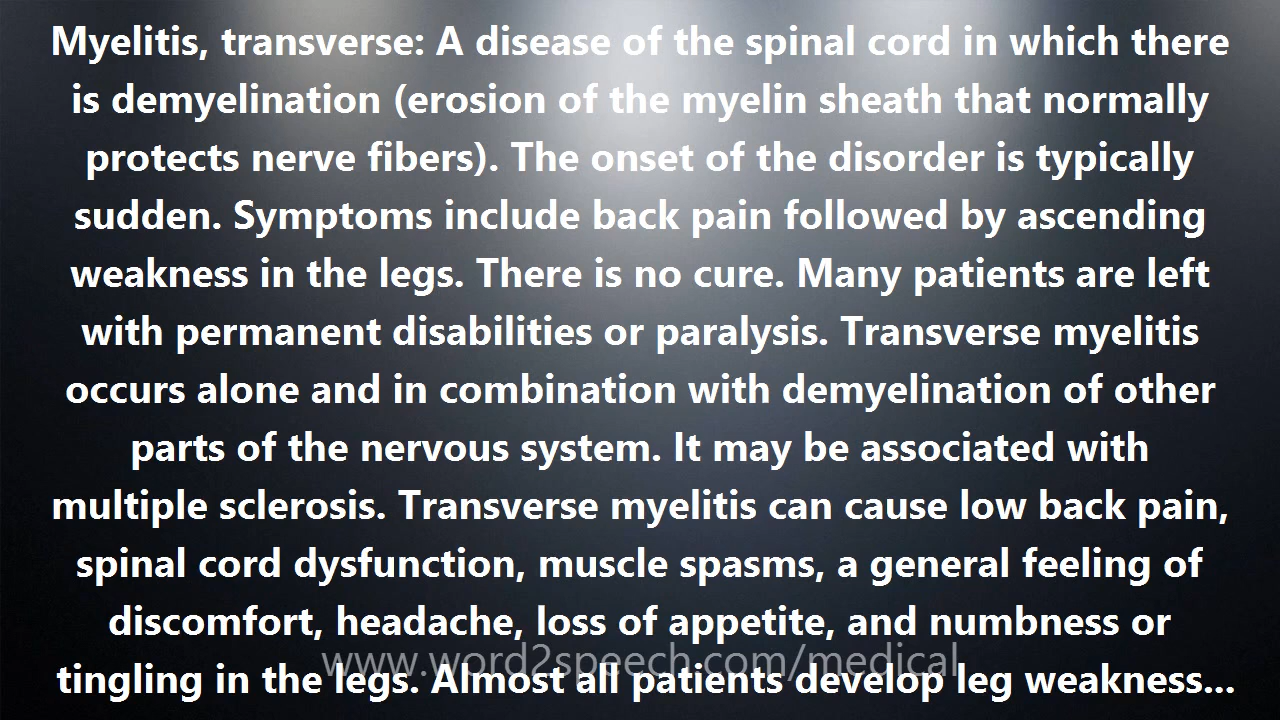 Myelitis, transverse: A disease of the spinal cord in which there
is demyelination (erosion of the myelin sheath that normally
protects nerve fibers). The onset of the disorder is typically
sudden. Symptoms include back pain followed by ascending
weakness in the legs. There is no cure. Many patients are left
with permanent disabilities or paralysis. Transverse myelitis
occurs alone and in combination with demyelination of other
parts of the nervous system. It may be associated with
multiple sclerosis. Transverse myelitis can cause low back pain,
spinal cord dysfunction, muscle spasms, a general feeling of
discomfort, headache, loss of appetite, and numbness or
www.word2speech.com/medical
tingling in the legs. Almost all patients develop leg weakness...